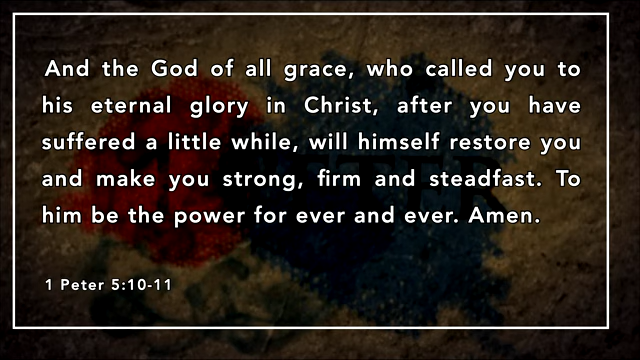 And the God of all grace, who called you to
his eternal glory in Christ, after you have
suffered a little while, will himself restore you
and make you strong, firm and steadfast. To
him be the power for ever and ever. Amen.
1 Peter 5:10-11